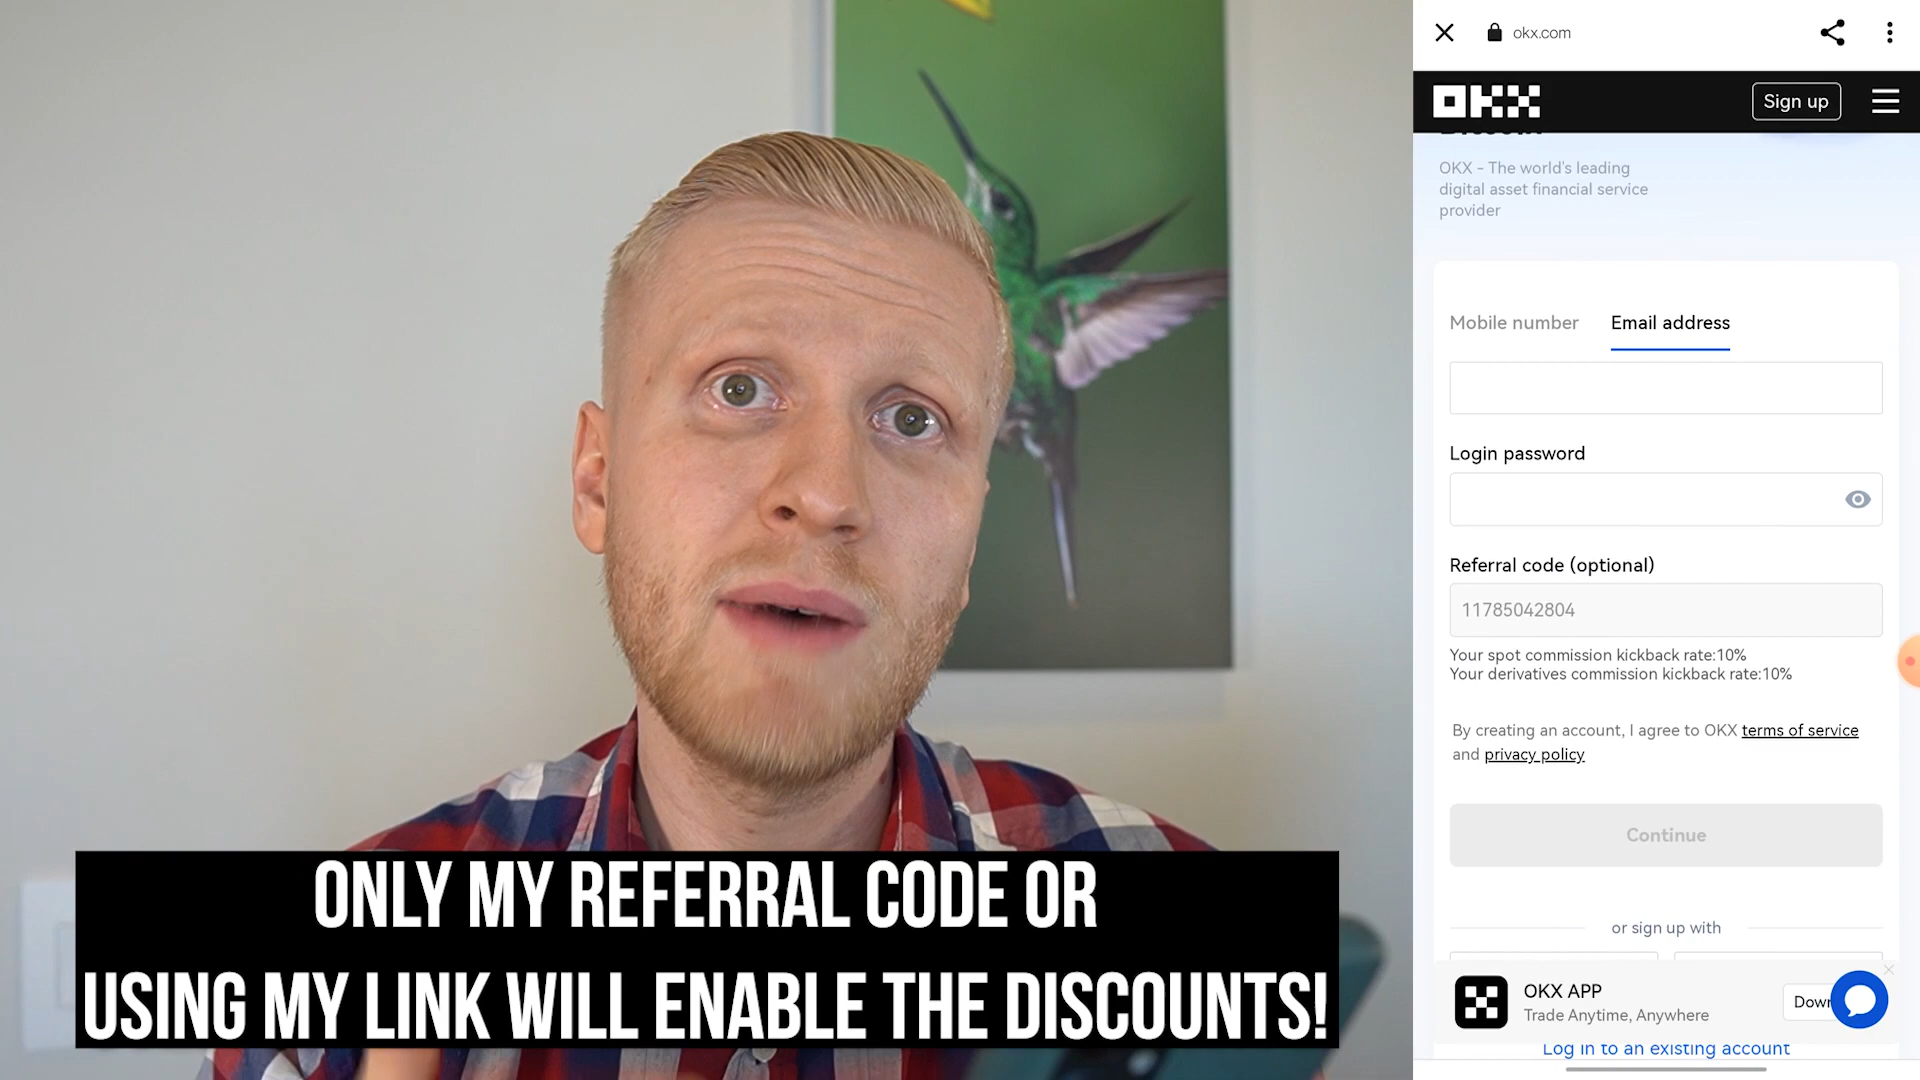 okx.com
OKX
Sign up
OKX - The world's leading
digital asset financial service
provider
Mobile number
Email address
Login password
Referral code (optional)
11785042804
Your spot commission kickback rate:10%
Your derivatives commission kickback rate:10%
By creating an account, I agree to OKX terms of service
and privacy policy
Continue
or sign up with
OKX APP
Trade Anytime, Anywhere
Log in to an existing account
ONLY MY REFERRAL CODE OR
USING MY LINK WILL ENABLE THE DISCOUNTS!